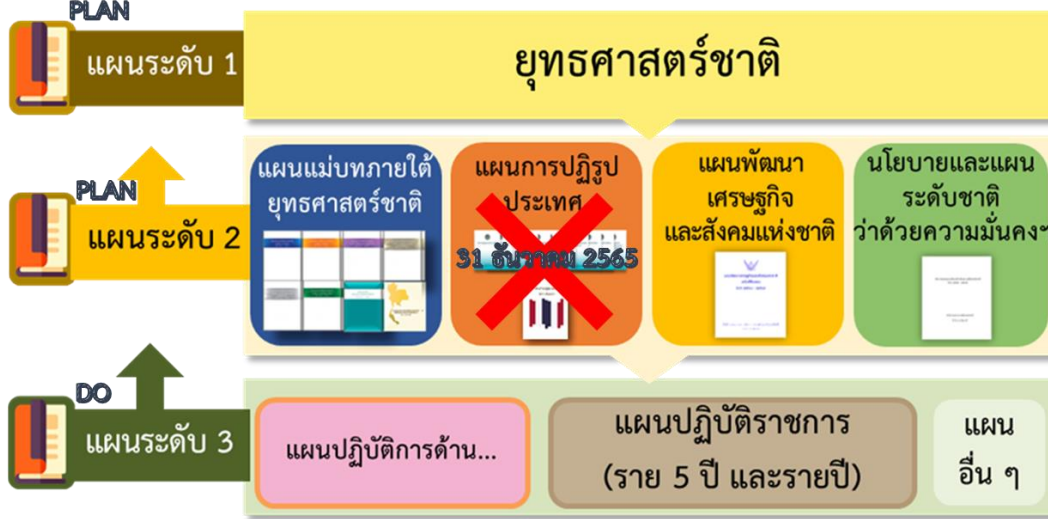 PLAN
แผนระดับ 1
ยุทธศาสตร์ชาติ
PLAN
แผนระดับ 2
แผนแม่บทภายใต้
ยุทธศาสตร์ชาติ
แผนการปฏิรูป
ประเทศ
31 ธันวาคม 2565
แผนพัฒนา
เศรษฐกิจ
และสังคมแห่งชาติ
นโยบายและแผน
ระดับชาติ
ว่าด้วยความมั่นคงฯ
DO
แผนระดับ 3
แผนปฏิบัติการด้าน...
แผนปฏิบัติราชการ
(ราย 5 ปี และรายปี)
แผน
อื่น ๆ